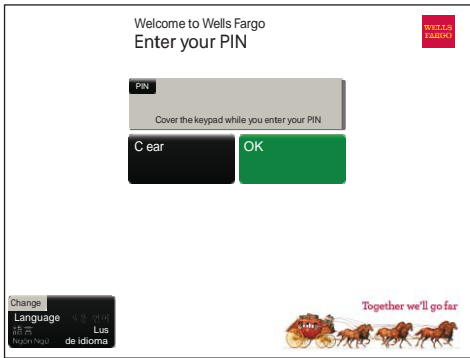 Welcome to Wells Fargo
Enter your PIN
WELLS
FARGO
PIN
Cover the keypad while you enter your PIN
C ear
OK
Change
Language
語言
Lus
Ngôn Ngữ
de idioma
Together we'll go far